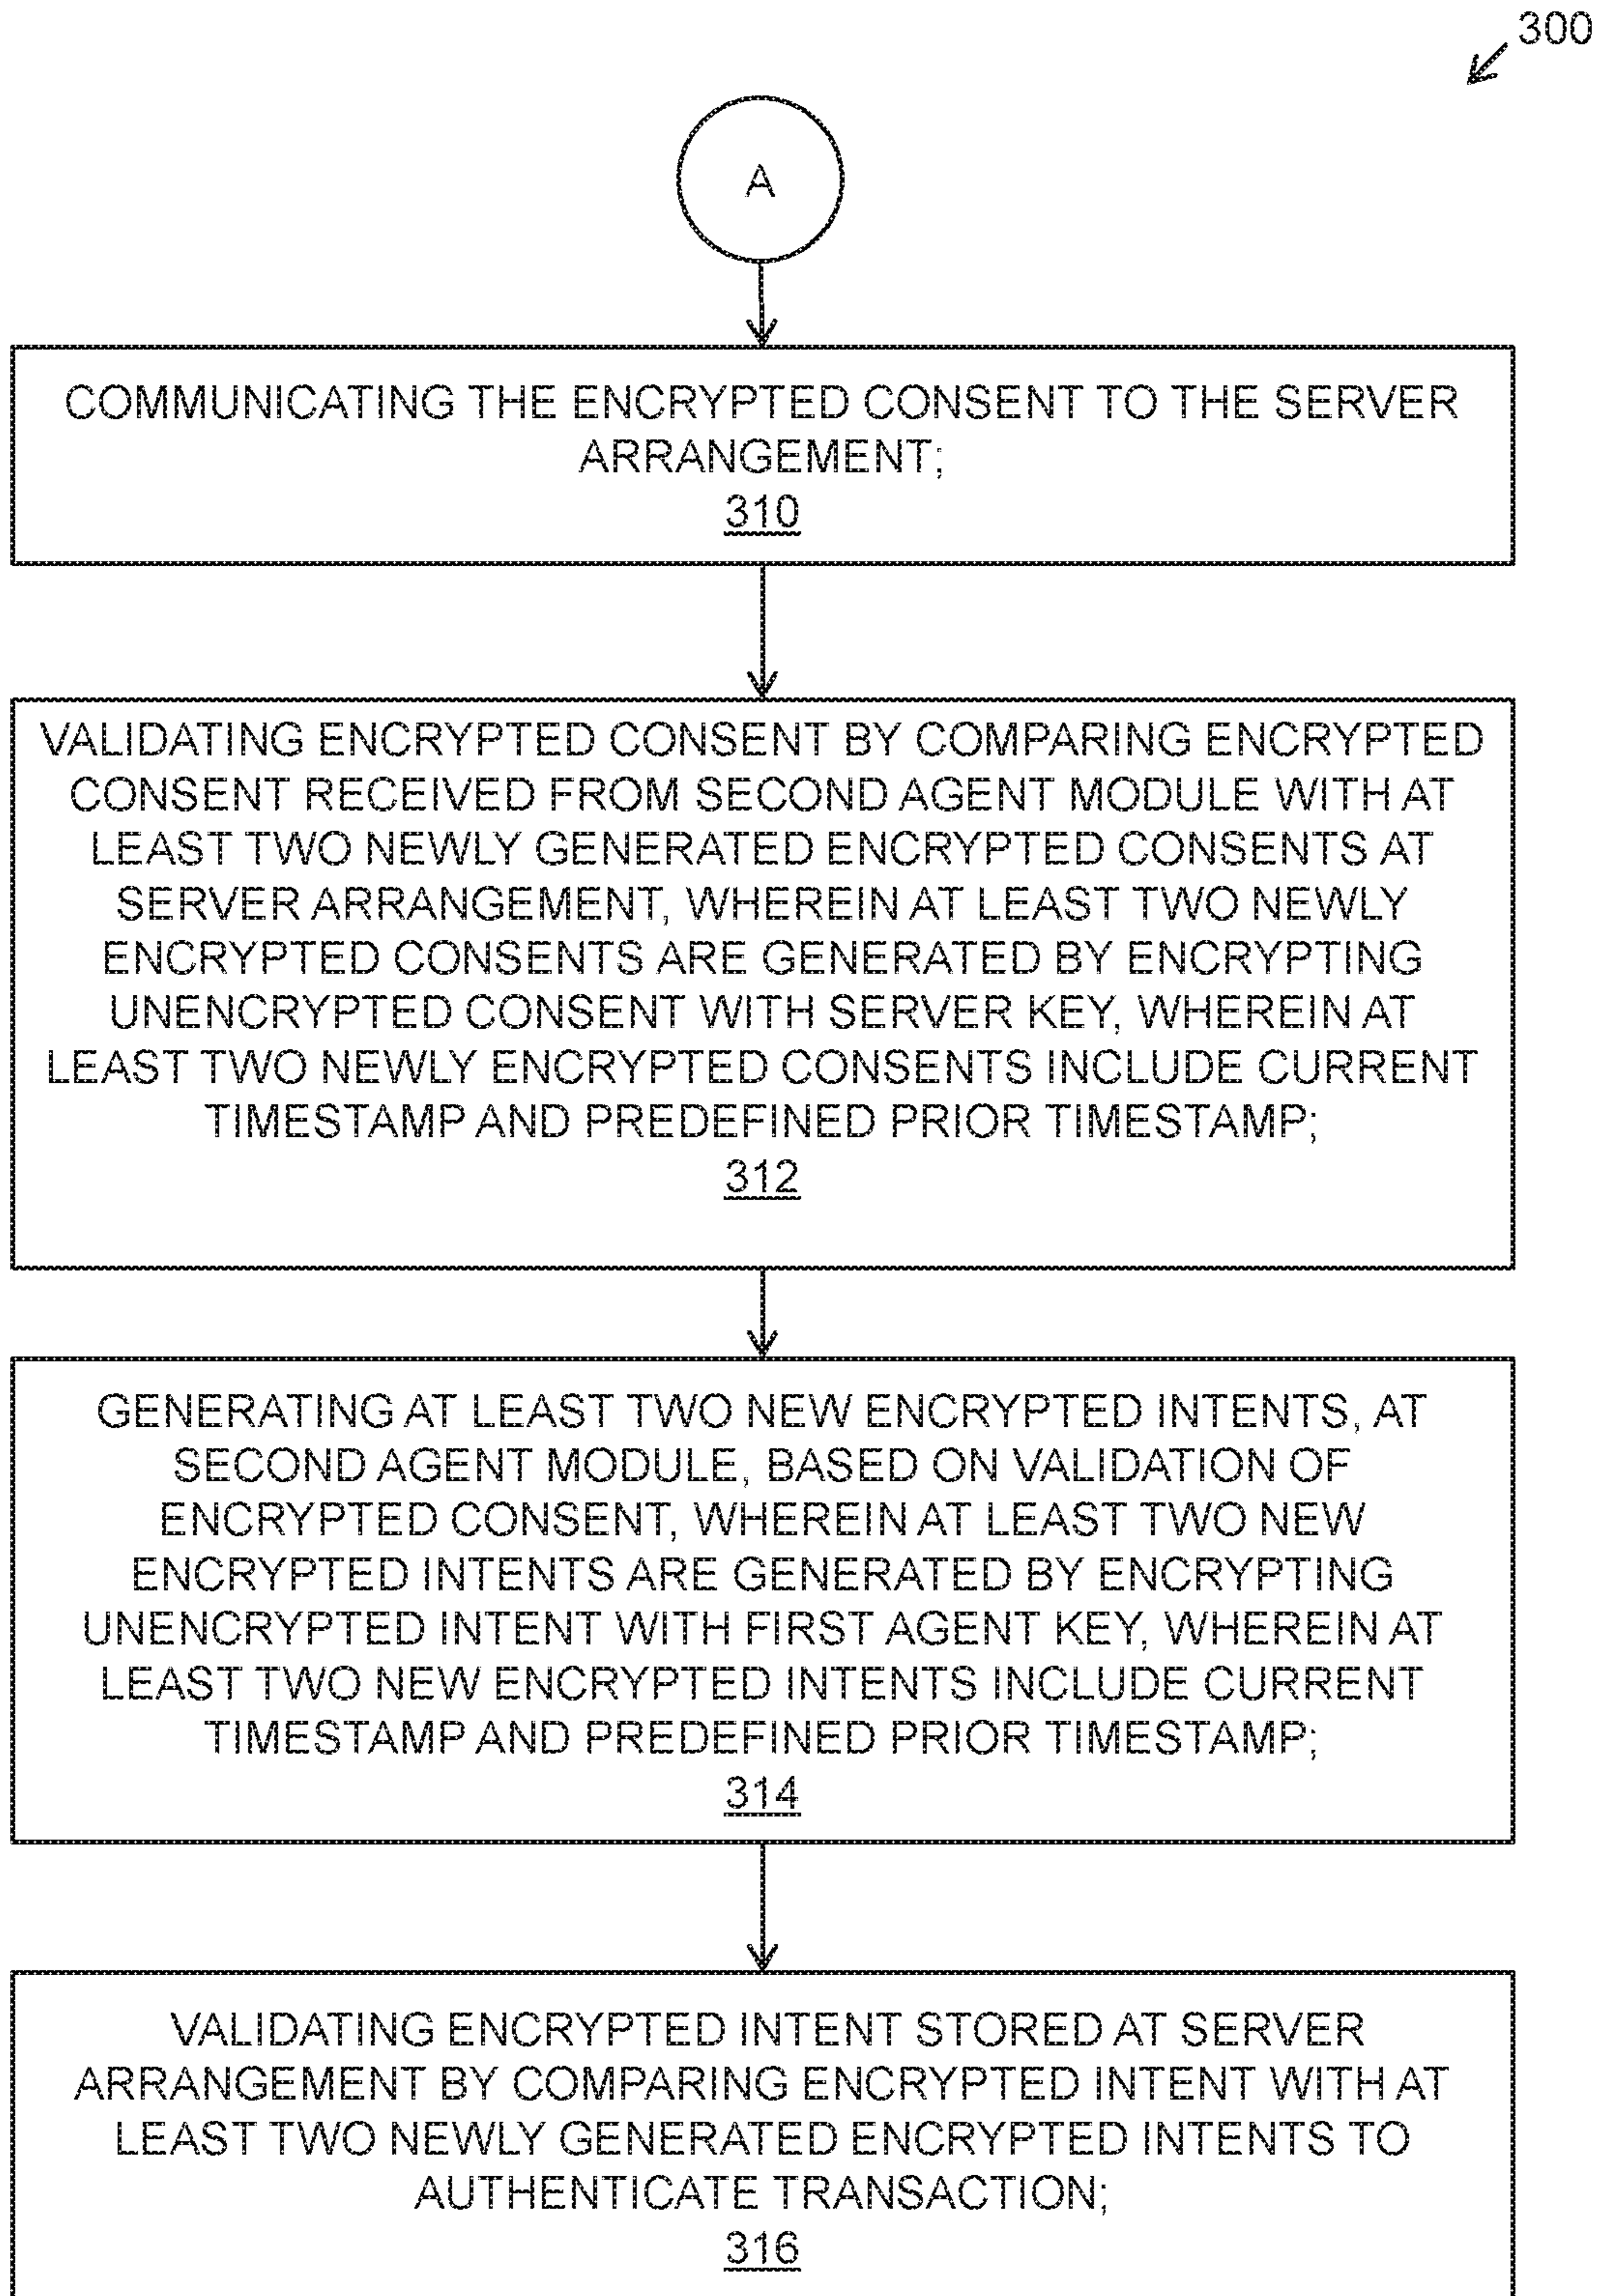 300
A
COMMUNICATING THE ENCRYPTED CONSENT TO THE SERVER
ARRANGEMENT;
310
VALIDATING ENCRYPTED CONSENT BY COMPARING ENCRYPTED
CONSENT RECEIVED FROM SECOND AGENT MODULE WITH AT
LEAST TWO NEWLY GENERATED ENCRYPTED CONSENTS AT
SERVER ARRANGEMENT, WHEREIN AT LEAST TWO NEWLY
ENCRYPTED CONSENTS ARE GENERATED BY ENCRYPTING
UNENCRYPTED CONSENT WITH SERVER KEY, WHEREIN AT
LEAST TWO NEWLY ENCRYPTED CONSENTS INCLUDE CURRENT
TIMESTAMP AND PREDEFINED PRIOR TIMESTAMP;
312
GENERATING AT LEAST TWO NEW ENCRYPTED INTENTS, AT
SECOND AGENT MODULE, BASED ON VALIDATION OF
ENCRYPTED CONSENT, WHEREIN AT LEAST TWO NEW
ENCRYPTED INTENTS ARE GENERATED BY ENCRYPTING
UNENCRYPTED INTENT WITH FIRST AGENT KEY, WHEREIN AT
LEAST TWO NEW ENCRYPTED INTENTS INCLUDE CURRENT
TIMESTAMP AND PREDEFINED PRIOR TIMESTAMP;
314
VALIDATING ENCRYPTED INTENT STORED AT SERVER
ARRANGEMENT BY COMPARING ENCRYPTED INTENT WITH AT
LEAST TWO NEWLY GENERATED ENCRYPTED INTENTS TO
AUTHENTICATE TRANSACTION;
316